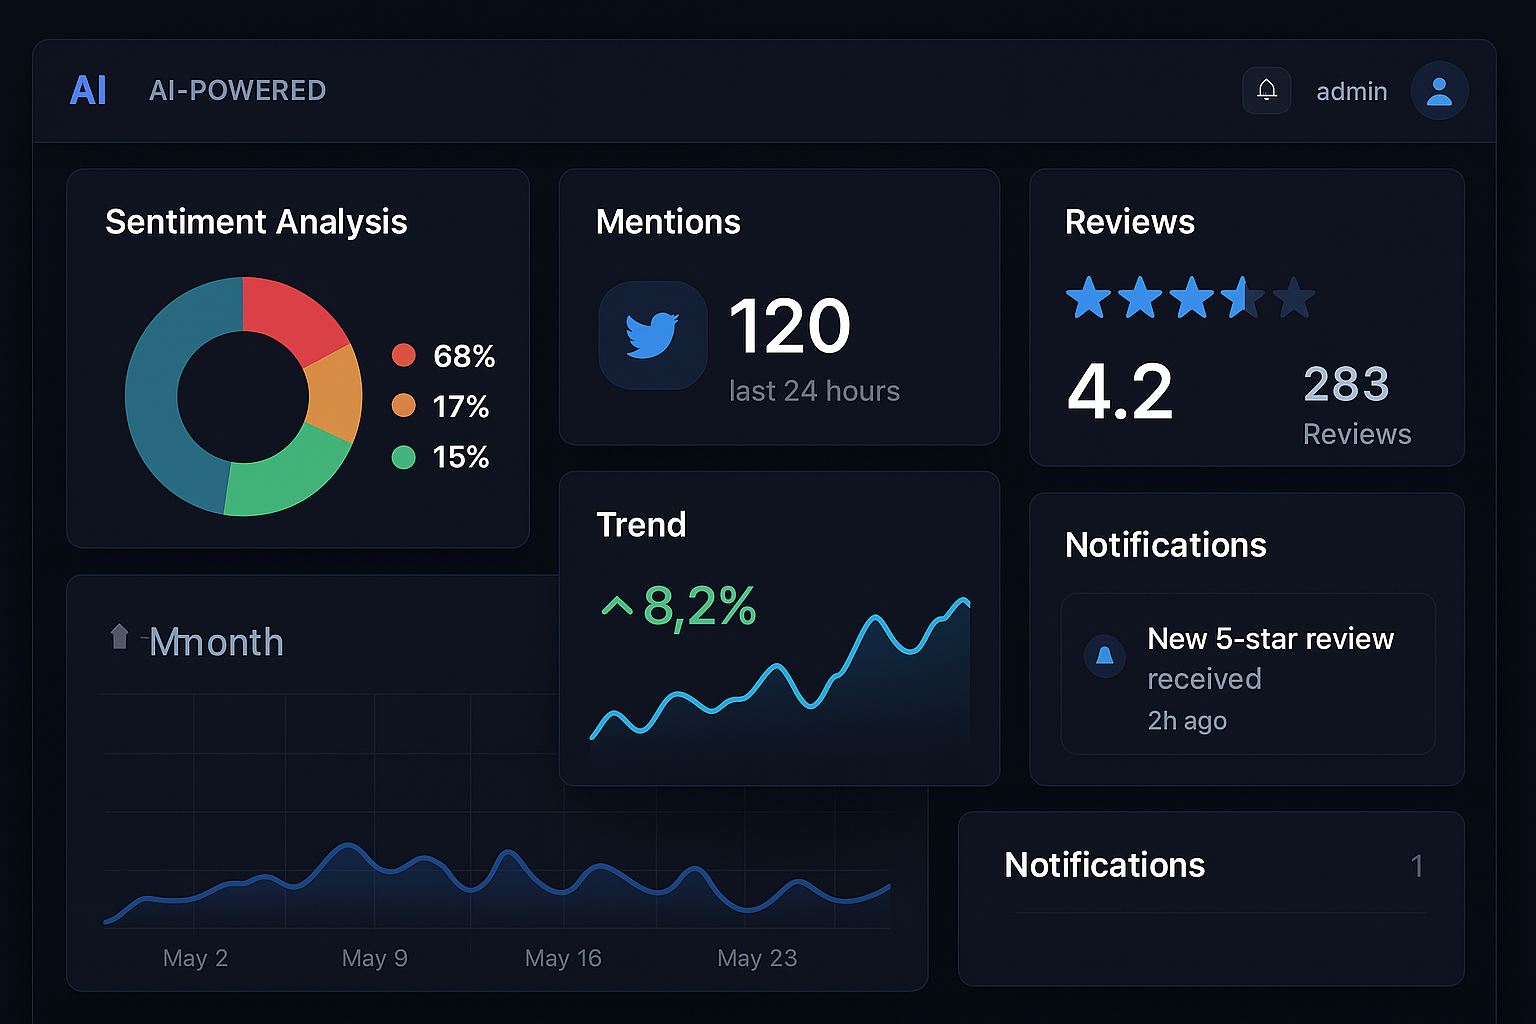 AI AI-POWERED admin
Sentiment Analysis
68%
17%
15%
Mentions
120
last 24 hours
Reviews
4.2
283
Reviews
Trend
8,2%
Notifications
New 5-star review
received
2h ago
Mmonth
May 2 May 9 May 16 May 23
Notifications 1